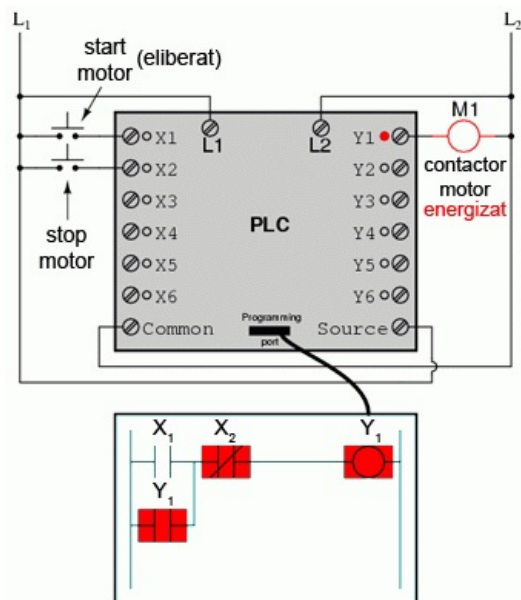 L1 L2
start (eliberat)
motor
M1
L1 L2
X1 Y1
X2 Y2
X3 Y3
X4 Y4
X5 Y5
X6 Y6
PLC
contactor
motor
energizat
stop
motor
Common Programming port Source
X1 X2 Y1
Y1